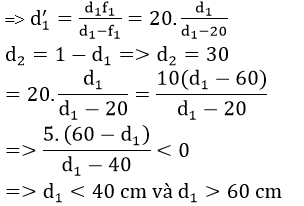 => d₁′ = d₁f₁/(d₁−f₁) = 20. d₁/(d₁−20)
d₂ = 1 − d₁ => d₂ = 30
= 20. d₁/(d₁ − 20) = 10(d₁ − 60)/(d₁ − 20)
=> 5. (60 − d₁)/(d₁ − 40) < 0
=> d₁ < 40 cm và d₁ > 60 cm